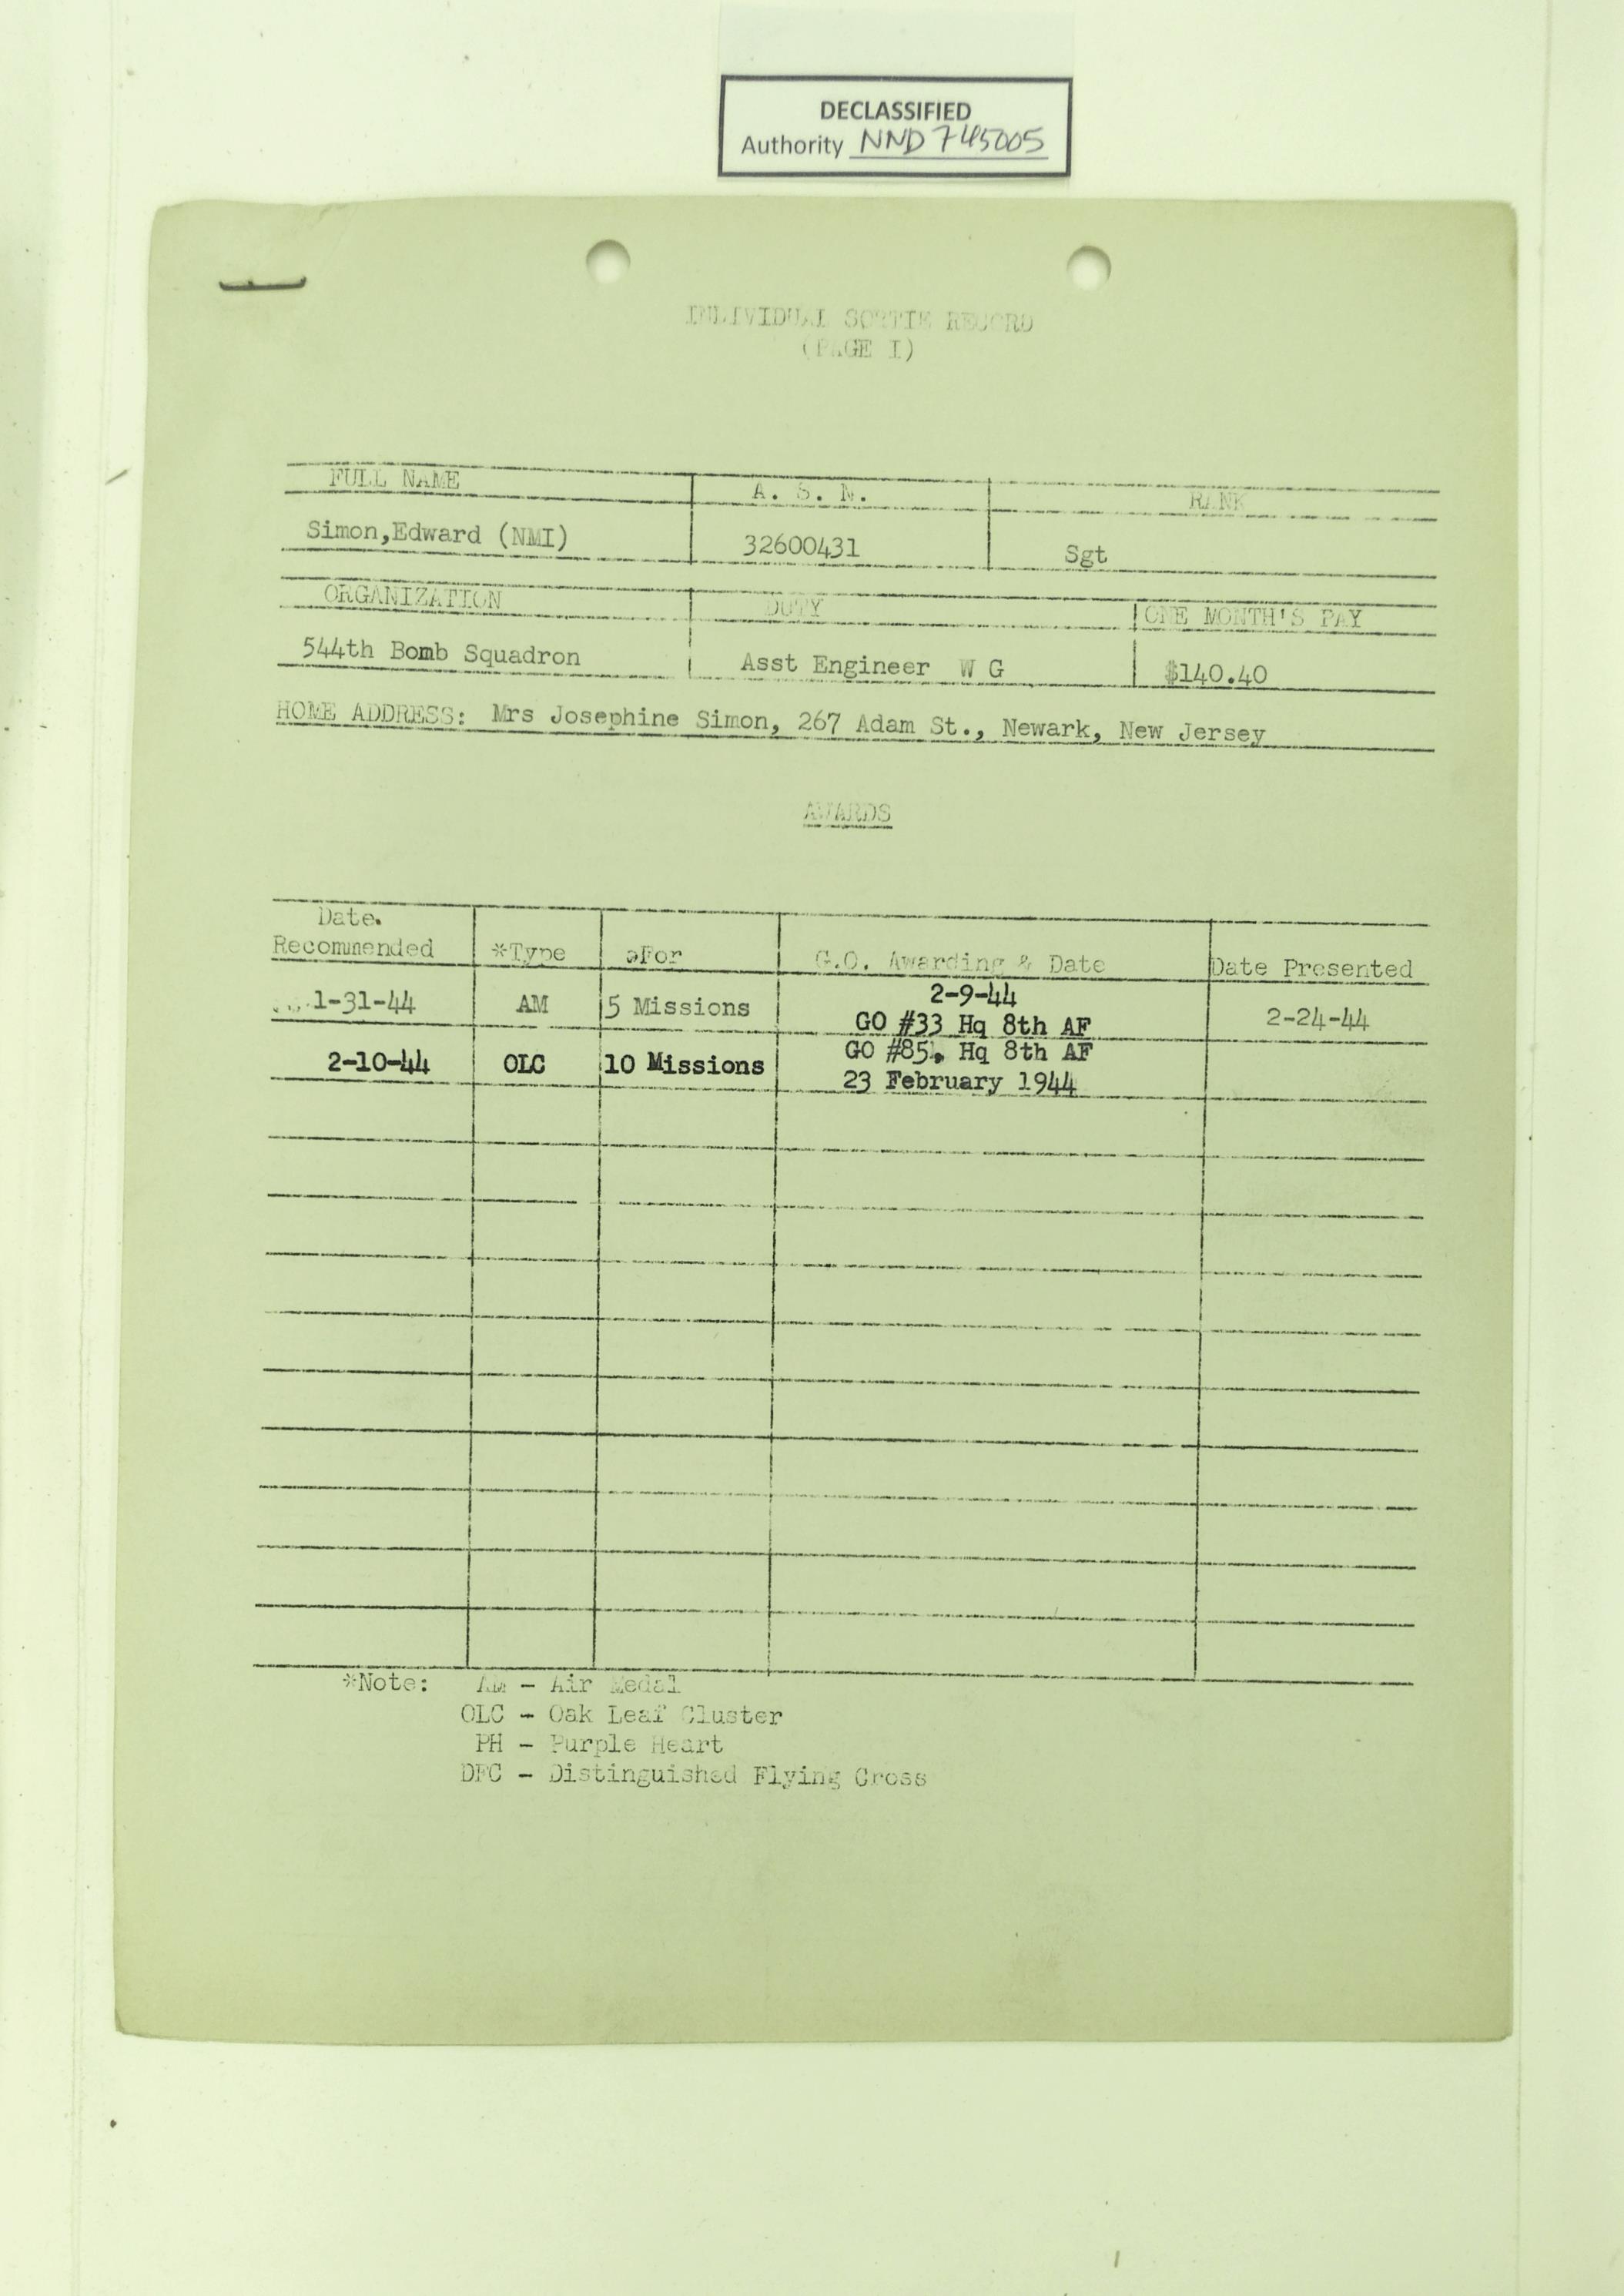 DECLASSIFIED
Authority NND 745005
INDIVIDUAL SORTIE RECORD
(PAGE I)
FULL NAME A. S. N. RANK
Simon,Edward (NMI) 32600431 Sgt
ORGANIZATION DUTY ONE MONTH'S PAY
544th Bomb Squadron Asst Engineer W G $140.40
HOME ADDRESS: Mrs Josephine Simon, 267 Adam St., Newark, New Jersey
AWARDS
Date.
Recommended *Type For G.O. Awarding & Date Date Presented
1-31-44 AM 5 Missions 2-9-44 2-24-44
GO #33 Hq 8th AF
2-10-44 OLC 10 Missions GO #85. Hq 8th AF
23 February 1944
*Note: AM - Air Medal
OLC - Oak Leaf Cluster
PH - Purple Heart
DFC - Distinguished Flying Cross